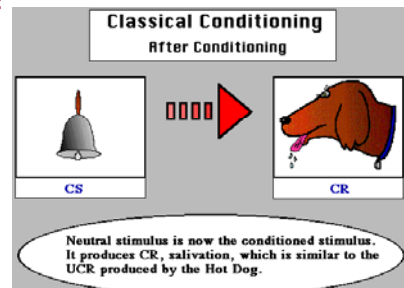 Classical Conditioning
After Conditioning
CS
CR
Neutral stimulus is now the conditioned stimulus.
It produces CR, salivation, which is similar to the
UCR produced by the Hot Dog.